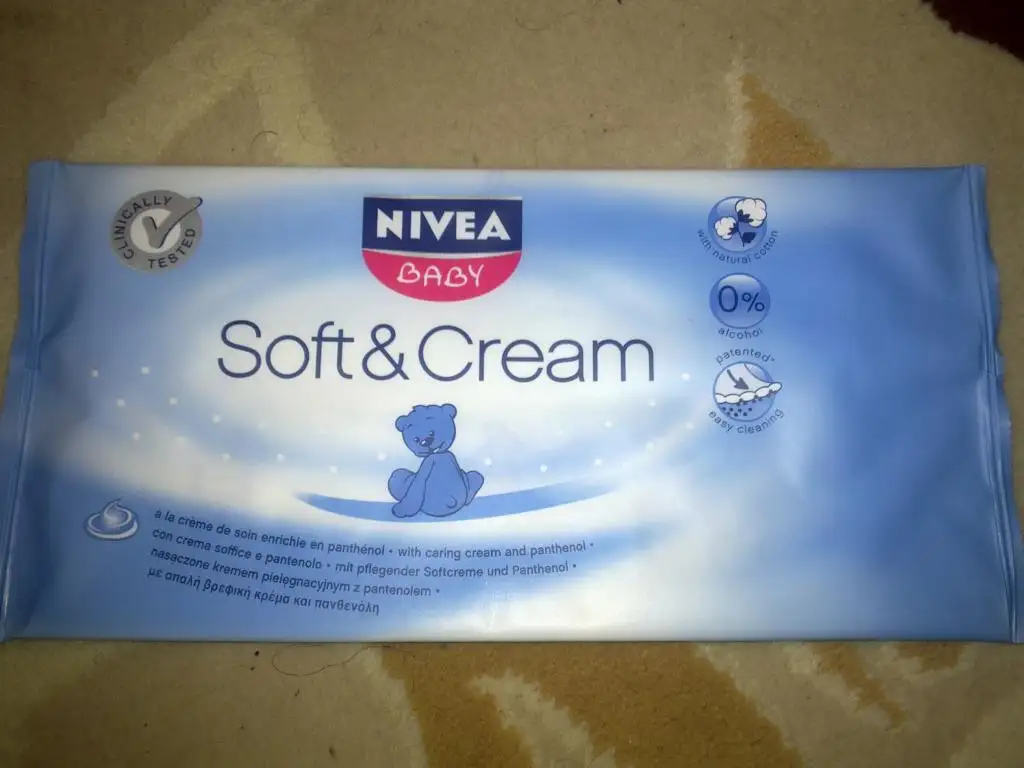 CLINICALLY
TESTED
NIVEA
BABY
Soft & Cream
with natural cotton
0%
alcohol
patented*
easy cleaning
a la crème de soin enrichie en panthénol • with caring cream and panthenol •
con crema soffice e pantenolo • mit pflegender Softcreme und Panthenol •
nasączone kremem pielęgnacyjnym z pantenolem •
με απαλή βρεφική κρέμα και πανθενόλη